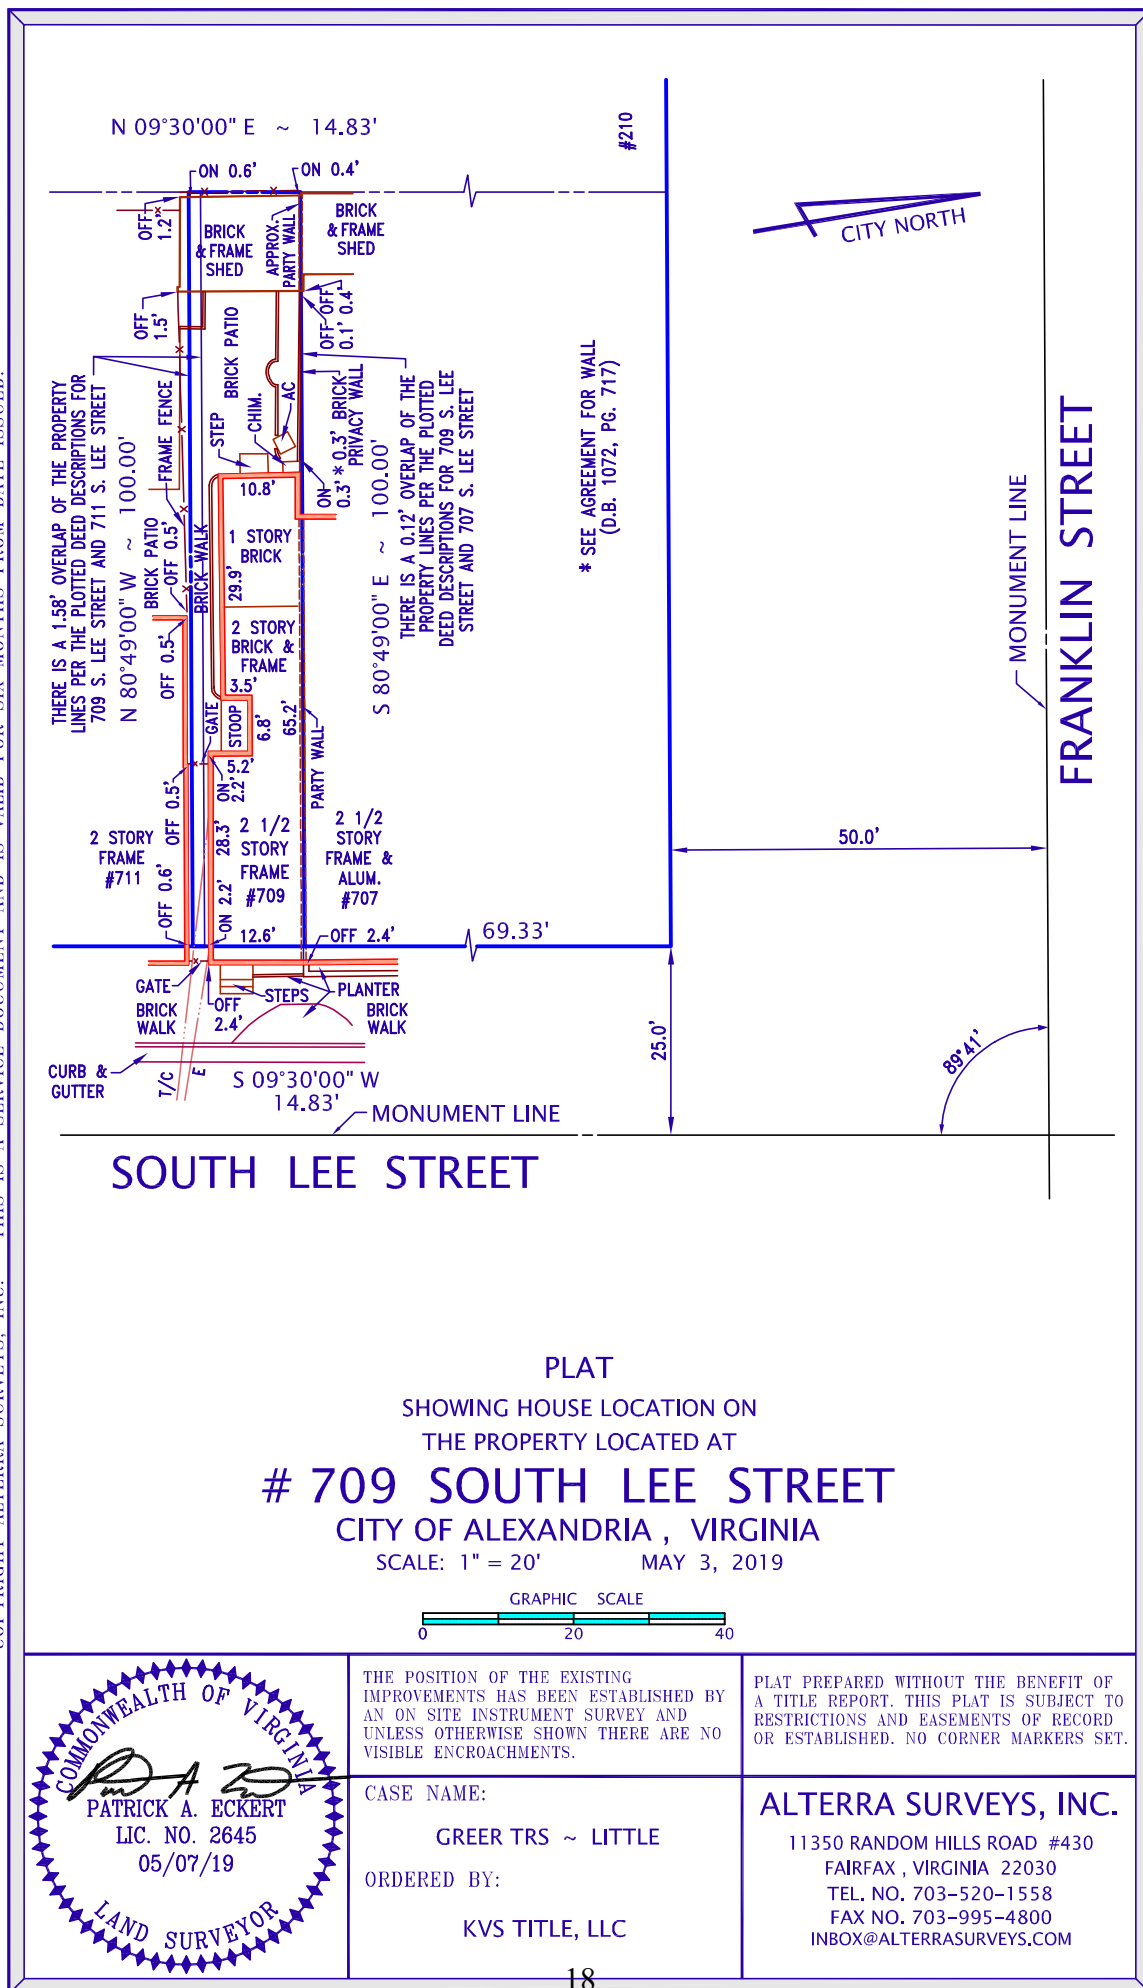 N 09°30'00" E ~ 14.83'
ON 0.6'
ON 0.4'
#210
OFF
1.2'
BRICK
& FRAME
SHED
APPROX.
PARTY WALL
BRICK
& FRAME
SHED
CITY NORTH
OFF
1.5'
BRICK PATIO
OFF
0.1'
OFF
0.4'
THERE IS A 1.58' OVERLAP OF THE PROPERTY
LINES PER THE PLOTTED DEED DESCRIPTIONS FOR
709 S. LEE STREET AND 711 S. LEE STREET
N 80°49'00" W ~ 100.00'
FRAME FENCE
STEP
CHIM.
AC
ON
0.3'
* 0.3' BRICK
PRIVACY WALL
S 80°49'00" E ~ 100.00'
THERE IS A 0.12' OVERLAP OF THE
PROPERTY LINES PER THE PLOTTED
DEED DESCRIPTIONS FOR 709 S. LEE
STREET AND 707 S. LEE STREET
* SEE AGREEMENT FOR WALL
(D.B. 1072, PG. 717)
10.8'
BRICK PATIO
OFF 0.5'
BRICK WALK
1 STORY
BRICK
29.9'
2 STORY
BRICK &
FRAME
OFF 0.5'
3.5'
GATE
STOOP
6.8'
65.2'
PARTY WALL
5.2'
ON
2.2'
OFF 0.5'
2 STORY
FRAME
#711
28.3'
2 1/2
STORY
FRAME
#709
2 1/2
STORY
FRAME &
ALUM.
#707
OFF 0.6'
ON 2.2'
12.6'
OFF 2.4'
69.33'
50.0'
MONUMENT LINE
FRANKLIN STREET
GATE
BRICK
WALK
OFF
2.4'
STEPS
PLANTER
BRICK
WALK
25.0'
89°41'
CURB &
GUTTER
T/C
E
S 09°30'00" W
14.83'
MONUMENT LINE
SOUTH LEE STREET
PLAT
SHOWING HOUSE LOCATION ON
THE PROPERTY LOCATED AT
# 709 SOUTH LEE STREET
CITY OF ALEXANDRIA , VIRGINIA
SCALE: 1" = 20' MAY 3, 2019
GRAPHIC SCALE
0 20 40
COMMONWEALTH OF VIRGINIA
PATRICK A. ECKERT
LIC. NO. 2645
05/07/19
LAND SURVEYOR
THE POSITION OF THE EXISTING
IMPROVEMENTS HAS BEEN ESTABLISHED BY
AN ON SITE INSTRUMENT SURVEY AND
UNLESS OTHERWISE SHOWN THERE ARE NO
VISIBLE ENCROACHMENTS.
PLAT PREPARED WITHOUT THE BENEFIT OF
A TITLE REPORT. THIS PLAT IS SUBJECT TO
RESTRICTIONS AND EASEMENTS OF RECORD
OR ESTABLISHED. NO CORNER MARKERS SET.
CASE NAME:
GREER TRS ~ LITTLE
ORDERED BY:
KVS TITLE, LLC
ALTERRA SURVEYS, INC.
11350 RANDOM HILLS ROAD #430
FAIRFAX , VIRGINIA 22030
TEL. NO. 703-520-1558
FAX NO. 703-995-4800
INBOX@ALTERRASURVEYS.COM
18